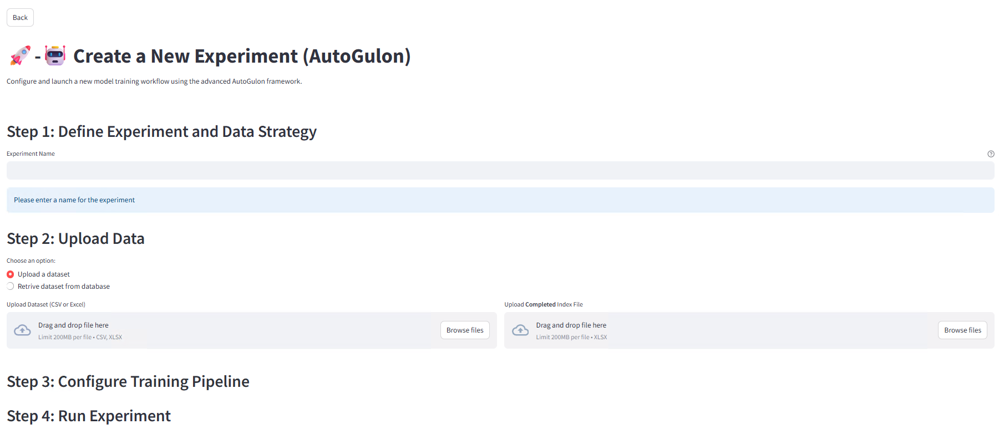 Back
- Create a New Experiment (AutoGulon)
Configure and launch a new model training workflow using the advanced AutoGulon framework.
Step 1: Define Experiment and Data Strategy
Experiment Name
Please enter a name for the experiment
Step 2: Upload Data
Choose an option:
Upload a dataset
Retrive dataset from database
Upload Dataset (CSV or Excel)
Drag and drop file here
Limit 200MB per file • CSV, XLSX
Browse files
Upload Completed Index File
Drag and drop file here
Limit 200MB per file • XLSX
Browse files
Step 3: Configure Training Pipeline
Step 4: Run Experiment